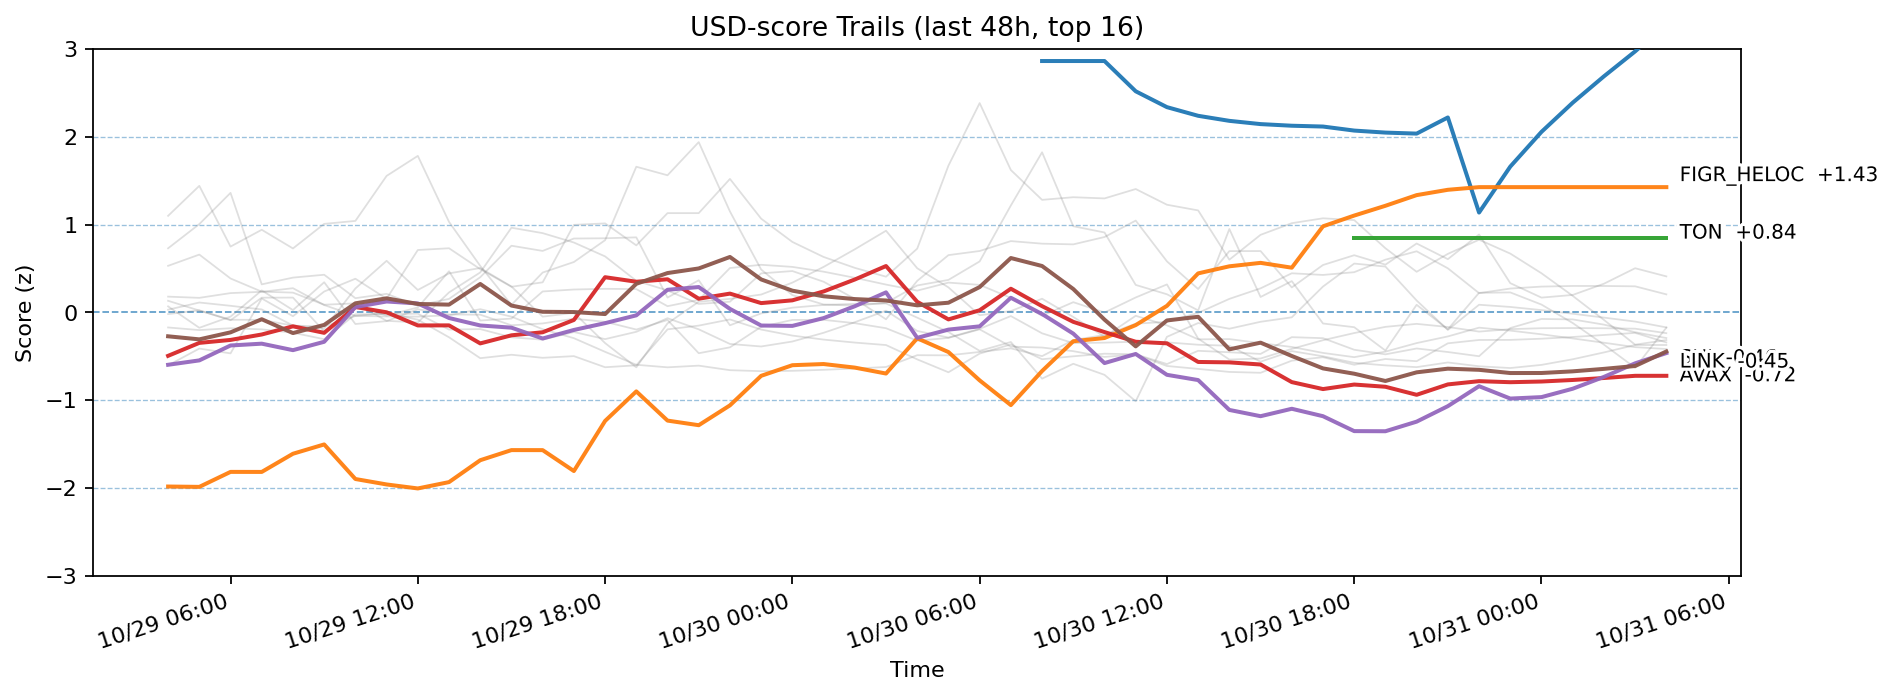 USD-score Trails (last 48h, top 16)
Score (z)
3
2
1
0
−1
−2
−3
FIGR_HELOC +1.43
TON +0.84
LINK -0.45
AVAX -0.72
10/29 06:00
10/29 12:00
10/29 18:00
10/30 00:00
10/30 06:00
10/30 12:00
10/30 18:00
10/31 00:00
10/31 06:00
Time